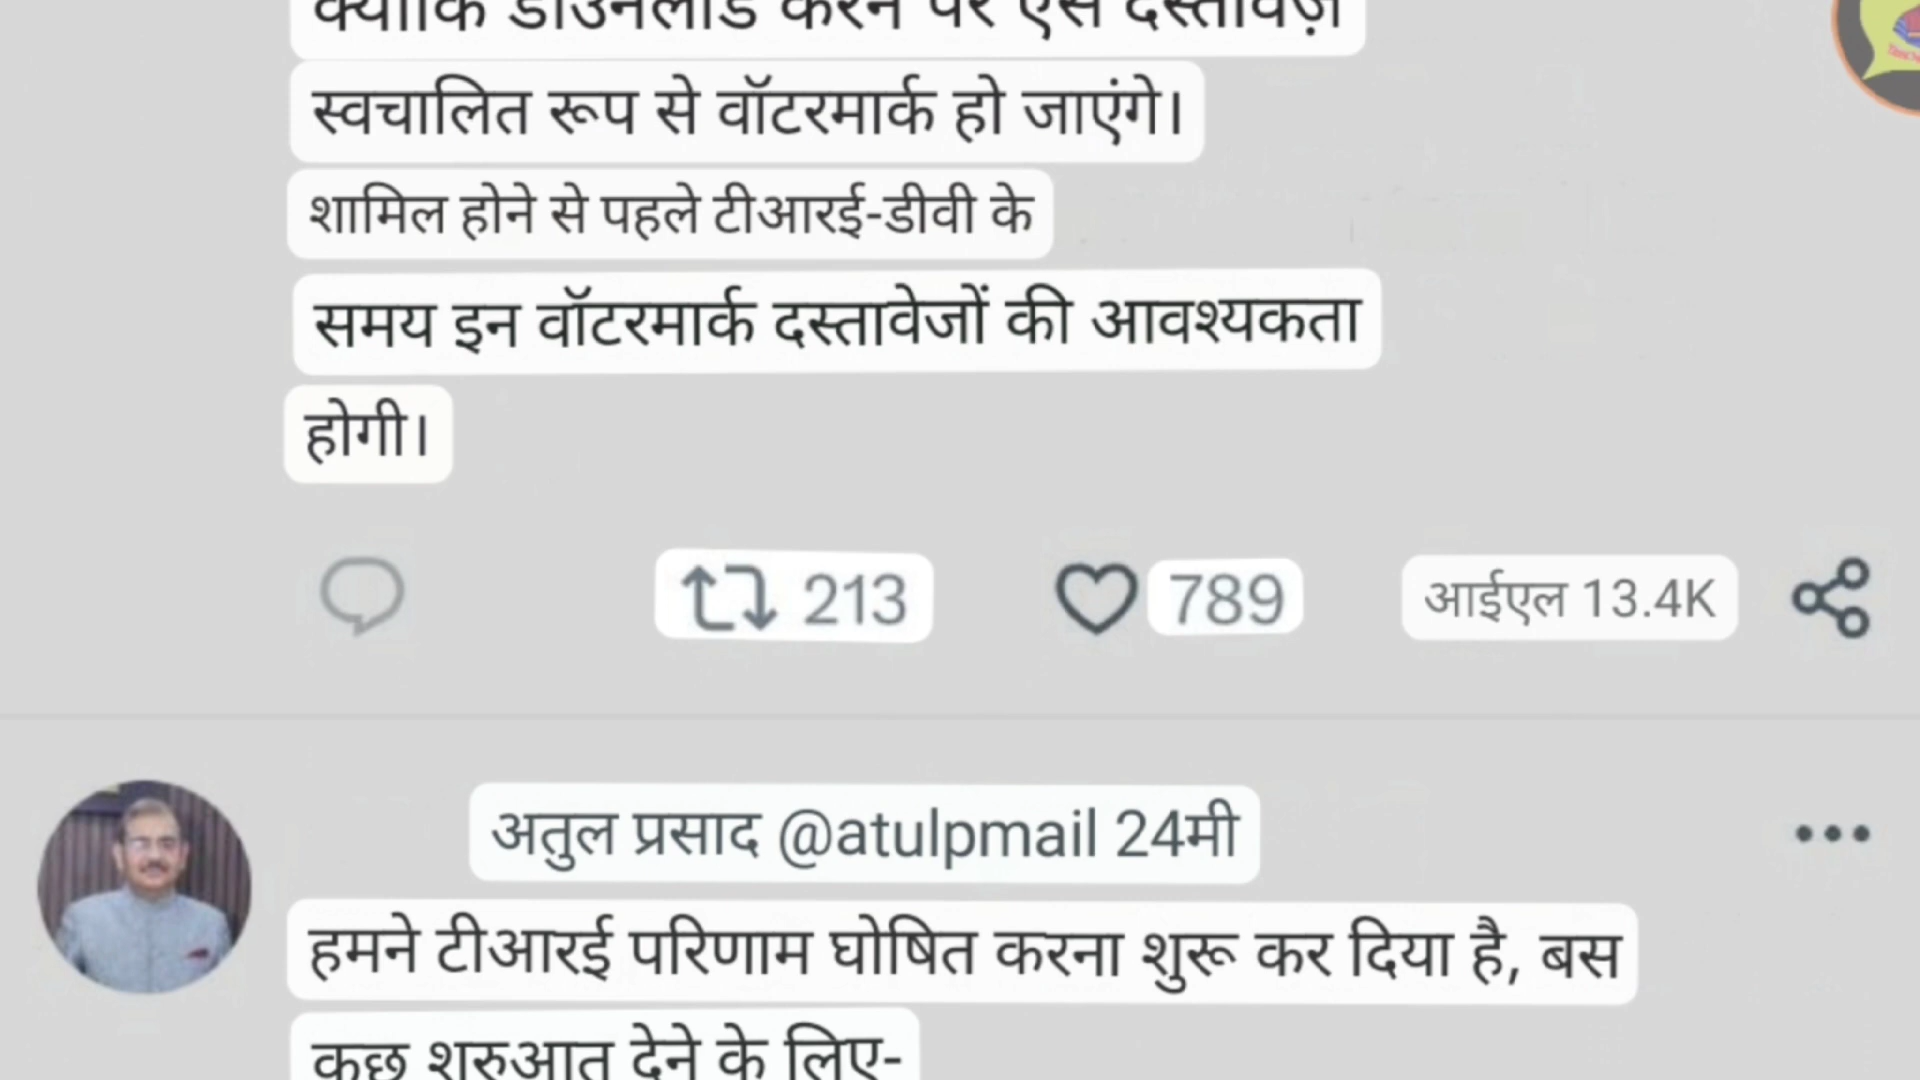 क्योंकि डाउनलोड करने पर ऐसे दस्तावेज़
स्वचालित रूप से वॉटरमार्क हो जाएंगे।
शामिल होने से पहले टीआरई-डीवी के
समय इन वॉटरमार्क दस्तावेजों की आवश्यकता
होगी।
213 789 आईएल 13.4K
अतुल प्रसाद @atulpmail 24मी
हमने टीआरई परिणाम घोषित करना शुरू कर दिया है, बस
कुछ शुरुआत देने के लिए-